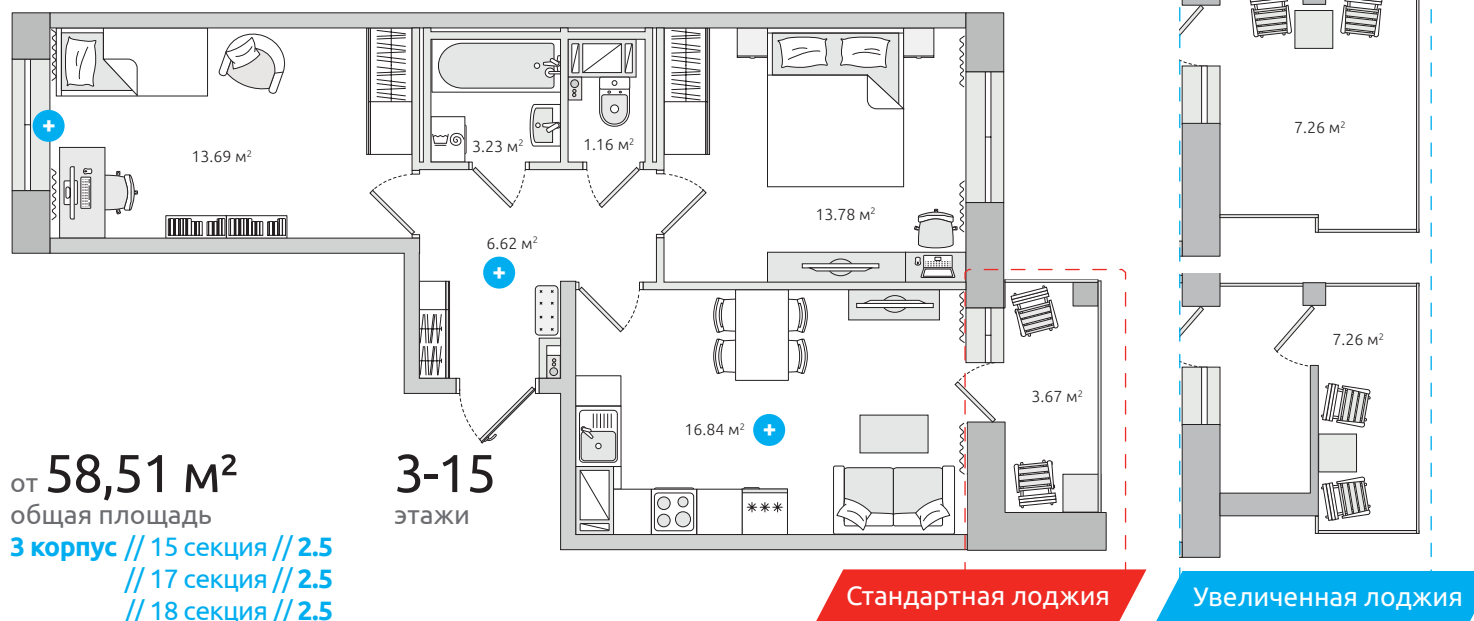 7.26 м²
13.69 м²
3.23 м²
1.16 м²
13.78 м²
6.62 м²
7.26 м²
3.67 м²
16.84 м²
***
от 58,51 м²
общая площадь
3-15
этажи
3 корпус // 15 секция // 2.5
// 17 секция // 2.5
// 18 секция // 2.5
Стандартная лоджия
Увеличенная лоджия